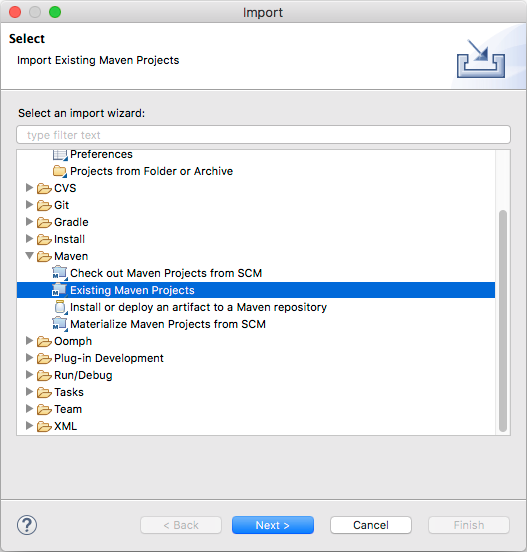 Import
Select
Import Existing Maven Projects
Select an import wizard:
type filter text
Preferences
Projects from Folder or Archive
CVS
Git
Gradle
Install
Maven
Check out Maven Projects from SCM
Existing Maven Projects
Install or deploy an artifact to a Maven repository
Materialize Maven Projects from SCM
Oomph
Plug-in Development
Run/Debug
Tasks
Team
XML
? < Back Next > Cancel Finish